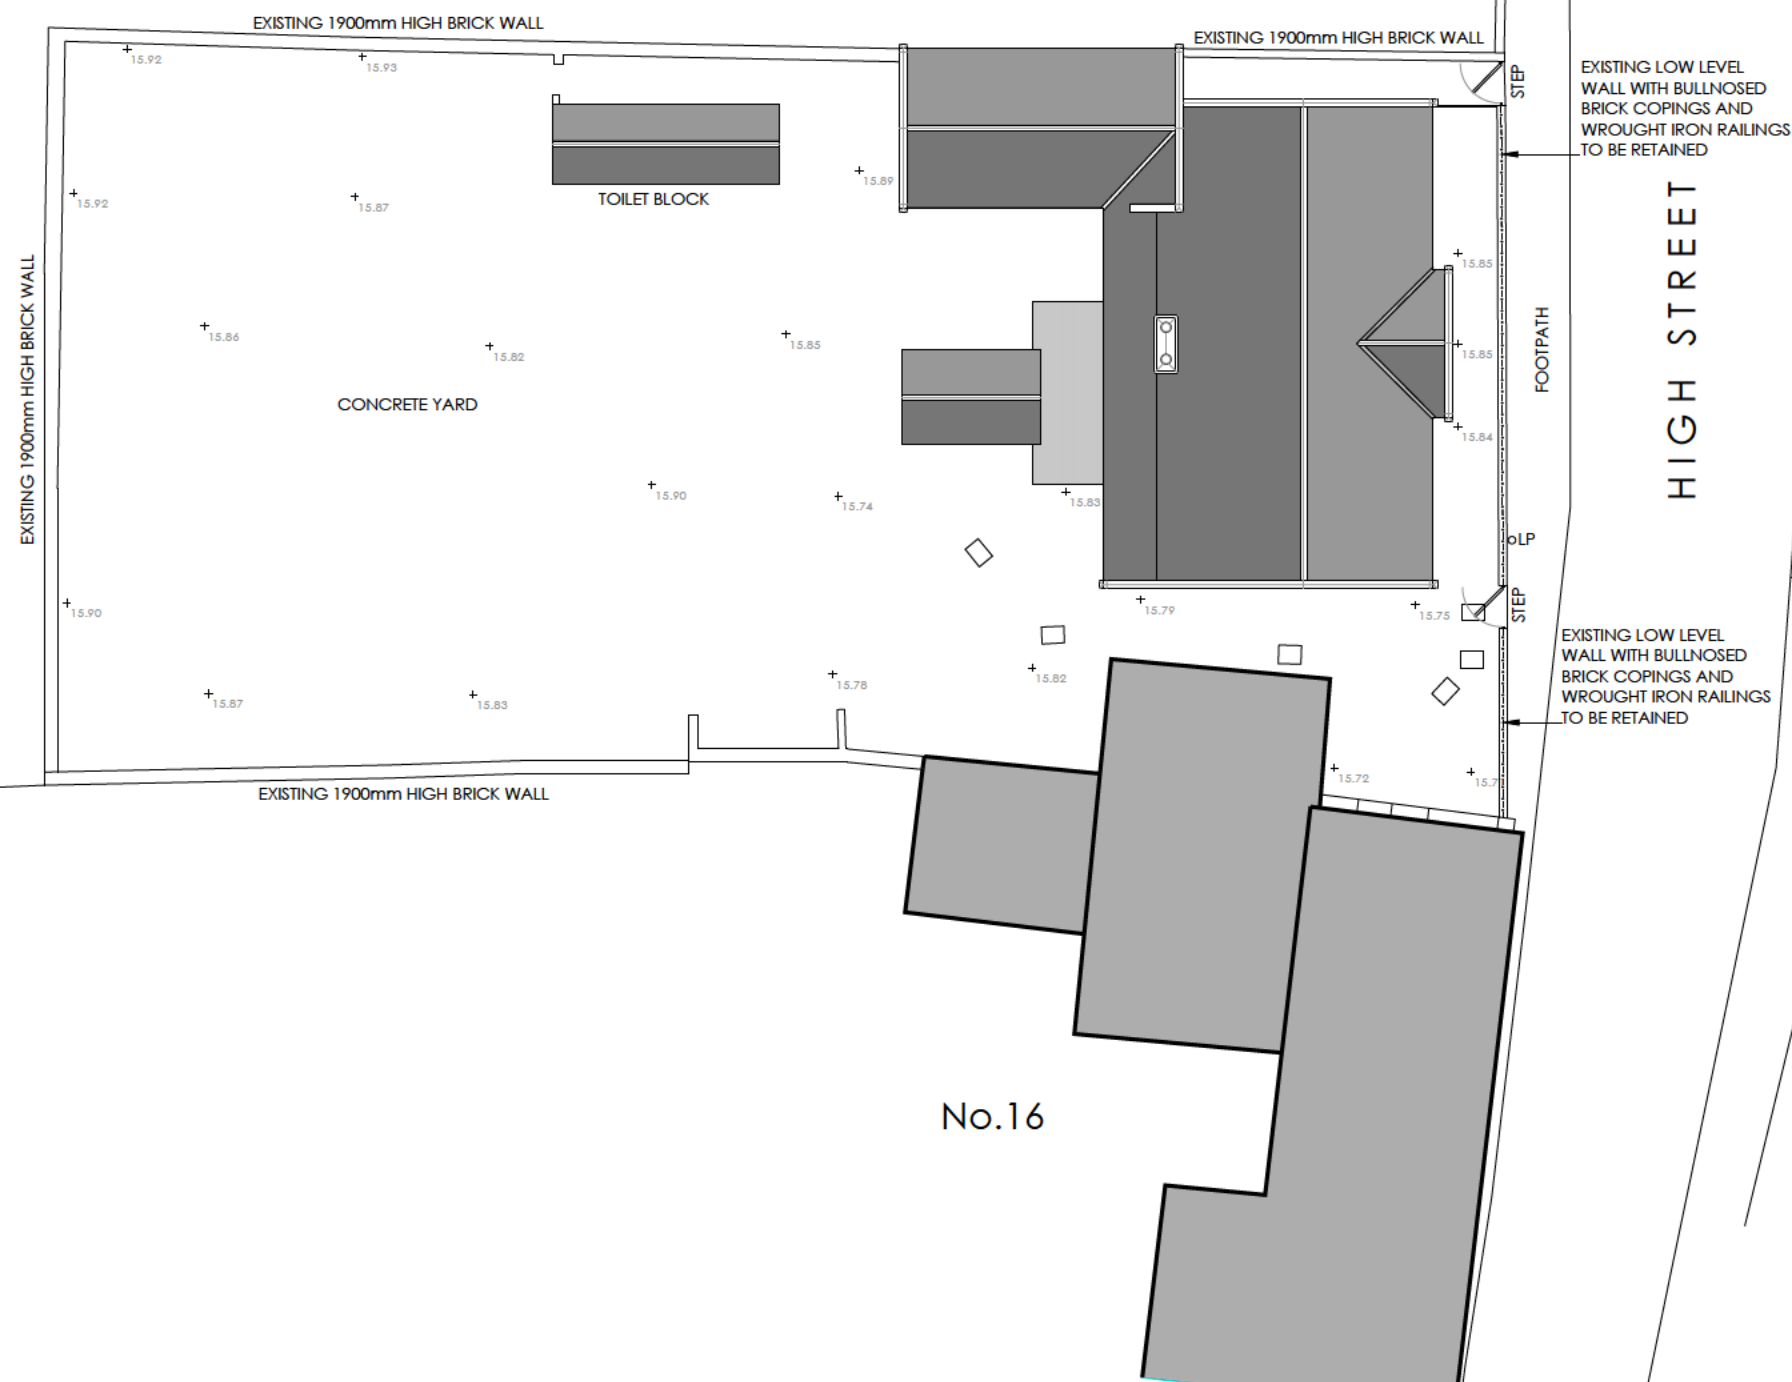 EXISTING 1900mm HIGH BRICK WALL
EXISTING 1900mm HIGH BRICK WALL
15.92
15.93
STEP
EXISTING LOW LEVEL
WALL WITH BULLNOSED
BRICK COPINGS AND
WROUGHT IRON RAILINGS
TO BE RETAINED
15.89
15.92
15.87
TOILET BLOCK
HIGH STREET
15.85
EXISTING 1900mm HIGH BRICK WALL
15.86
15.82
15.85
15.85
FOOTPATH
CONCRETE YARD
15.84
15.90
15.74
15.83
LP
15.90
15.79
15.75
STEP
EXISTING LOW LEVEL
WALL WITH BULLNOSED
BRICK COPINGS AND
WROUGHT IRON RAILINGS
TO BE RETAINED
15.87
15.83
15.78
15.82
15.72
15.7
EXISTING 1900mm HIGH BRICK WALL
No.16